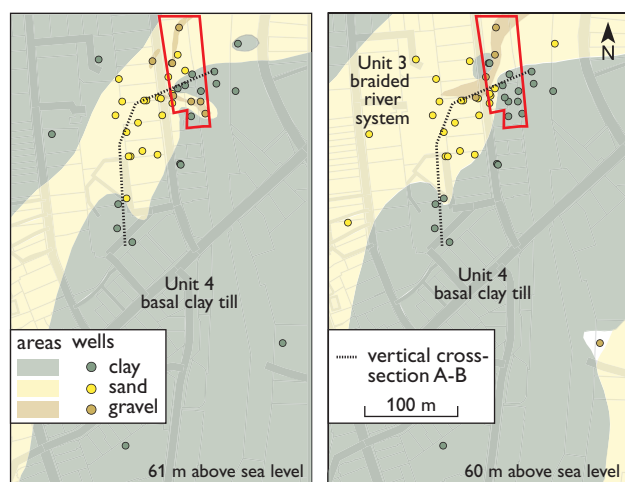 Unit 4
basal clay till
areas wells
clay
sand
gravel
61 m above sea level
N
Unit 3
braided
river
system
Unit 4
basal clay till
vertical cross-
section A-B
100 m
60 m above sea level